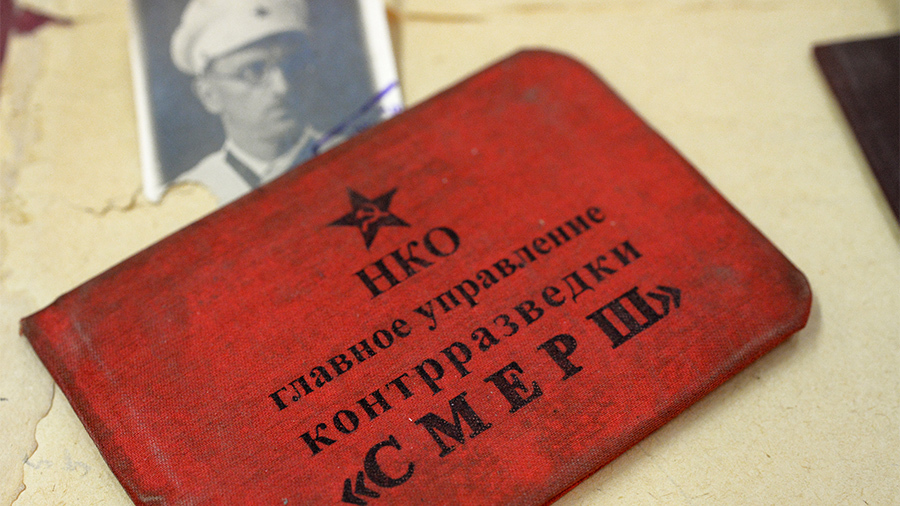 НКО
главное управление
контрразведки
«СМЕРШ»